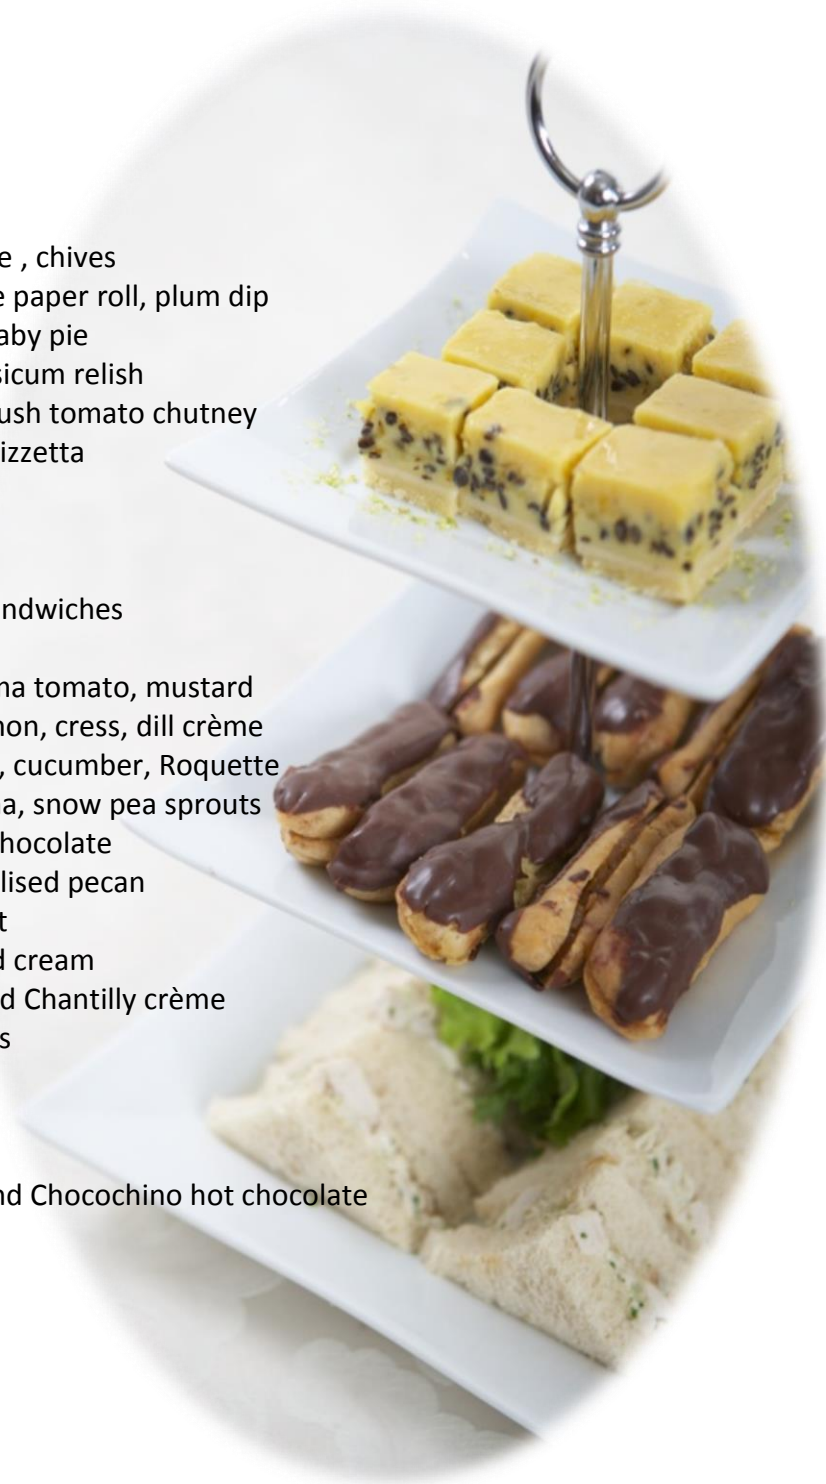 e , chives
e paper roll, plum dip
aby pie
sicum relish
ush tomato chutney
izzetta
ndwiches
na tomato, mustard
non, cress, dill crème
, cucumber, Roquette
na, snow pea sprouts
hocolate
lised pecan
t
d cream
d Chantilly crème
s
nd Chocochino hot chocolate